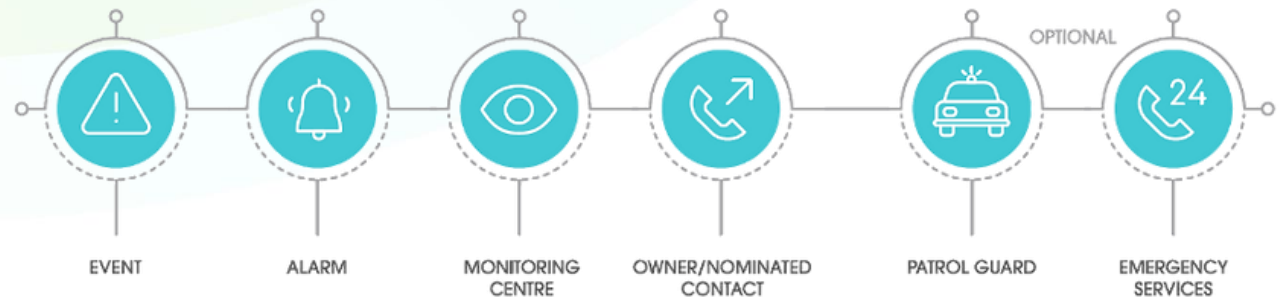 OPTIONAL
24
EVENT
ALARM
MONITORING
CENTRE
OWNER/NOMINATED
CONTACT
PATROL GUARD
EMERGENCY
SERVICES